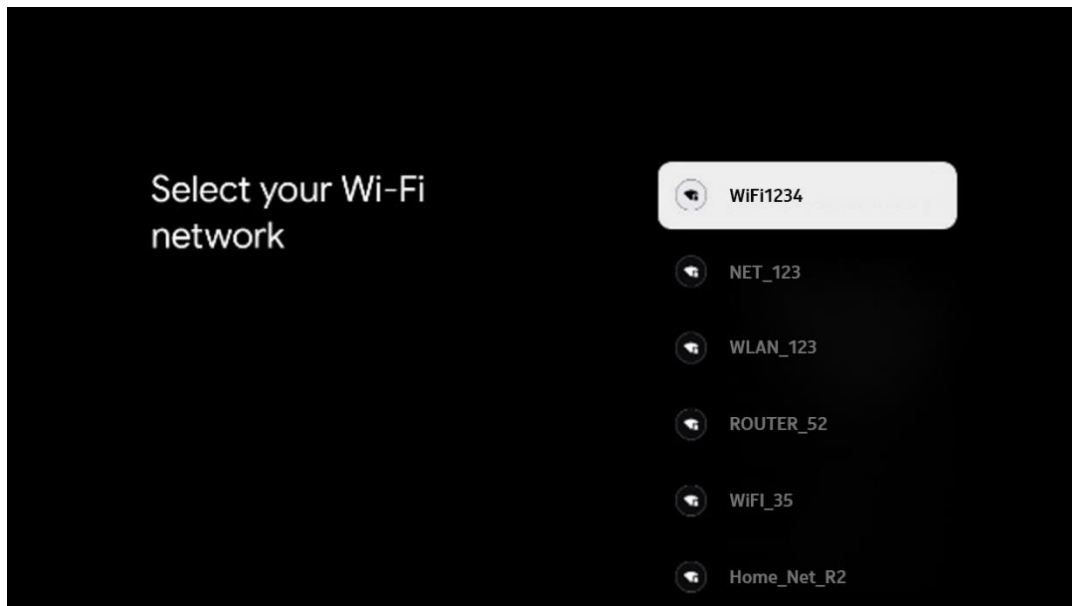 Select your Wi-Fi
network
WiFi1234
NET_123
WLAN_123
ROUTER_52
WiFI_35
Home_Net_R2